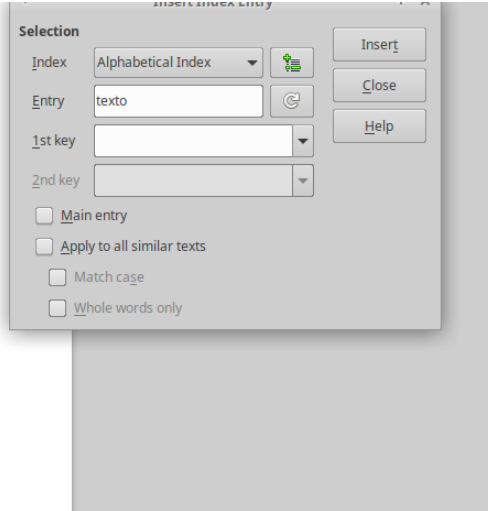 Insert Index Entry
Selection
Index Alphabetical Index
Insert
Entry texto
Close
1st key
Help
2nd key
Main entry
Apply to all similar texts
Match case
Whole words only